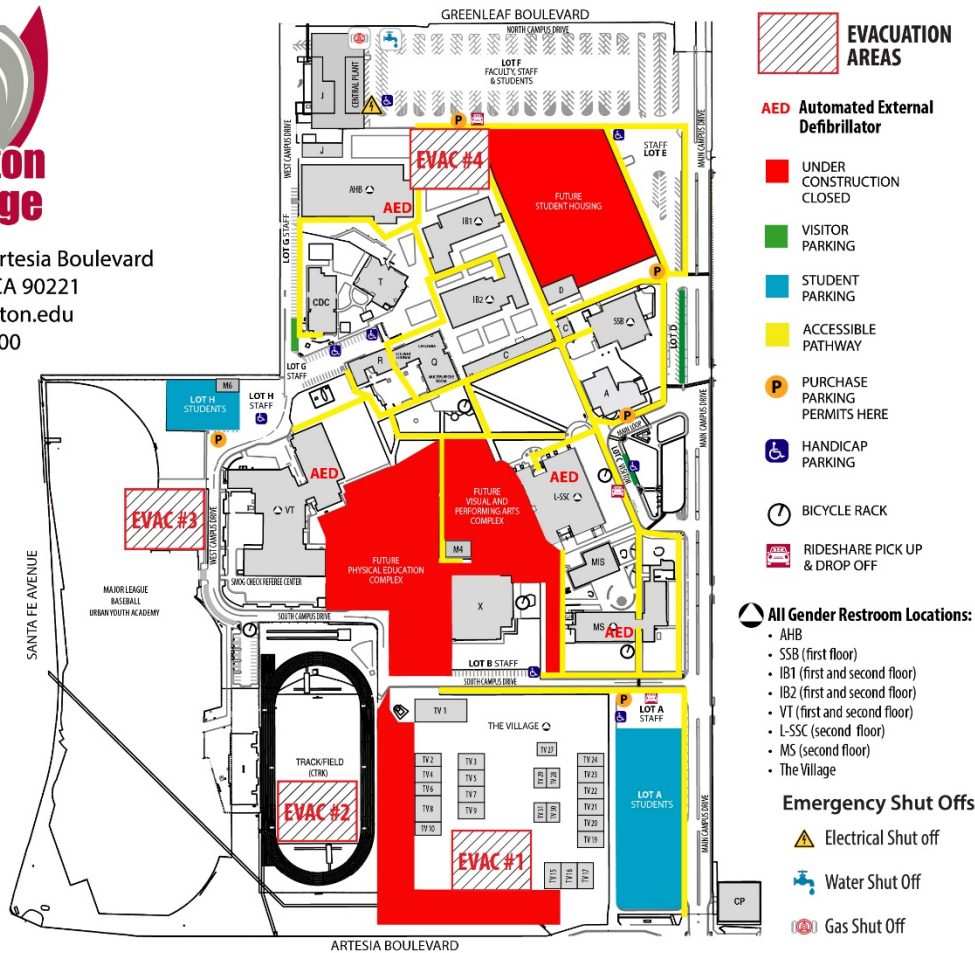 GREENLEAF BOULEVARD
NORTH CAMPUS DRIVE
LOT F
FACULTY, STAFF
& STUDENTS
J
CENTRAL PLANT
WEST CAMPUS DRIVE
MAIN CAMPUS DRIVE
J
P
EVAC #4
STAFF
LOT E
AHB
AED
FUTURE
STUDENT HOUSING
IB1
LOT G STAFF
T
CDC
IB2
P
D
C
SSB
LOT D
LOT G
STAFF
R
Q
C
A
P
MAIN LOOP
MAIN CAMPUS DRIVE
LOT C VISITOR
ton
ge
rtesia Boulevard
CA 90221
ton.edu
00
M6
LOT H
STUDENTS
LOT H
STAFF
P
AED
VT
EVAC #3
WEST CAMPUS DRIVE
SMOG CHECK REFEREE CENTER
SANTA FE AVENUE
MAJOR LEAGUE
BASEBALL
URBAN YOUTH ACADEMY
FUTURE
VISUAL AND
PERFORMING ARTS
COMPLEX
AED
L-SSC
FUTURE
PHYSICAL EDUCATION
COMPLEX
M4
MIS
X
MS
AED
SOUTH CAMPUS DRIVE
LOT B STAFF
SOUTH CAMPUS DRIVE
P
LOT A
STAFF
TV 1
THE VILLAGE
TV 27
TV 2
TV 3
TV 24
TV 4
TV 5
TV 29
TV 28
TV 23
TV 6
TV 7
TV 22
TV 8
TV 9
TV 31
TV 30
TV 21
TV 10
TV 20
TV 19
TV 15
TV 16
TV 17
TRACK/FIELD
(CTRK)
EVAC #2
I
EVAC #1
LOT A
STUDENTS
MAIN CAMPUS DRIVE
CP
ARTESIA BOULEVARD
EVACUATION
AREAS
AED Automated External
Defibrillator
UNDER
CONSTRUCTION
CLOSED
VISITOR
PARKING
STUDENT
PARKING
ACCESSIBLE
PATHWAY
P PURCHASE
PARKING
PERMITS HERE
HANDICAP
PARKING
BICYCLE RACK
RIDESHARE PICK UP
& DROP OFF
All Gender Restroom Locations:
• AHB
• SSB (first floor)
• IB1 (first and second floor)
• IB2 (first and second floor)
• VT (first and second floor)
• L-SSC (second floor)
• MS (second floor)
• The Village
Emergency Shut Offs
Electrical Shut off
Water Shut Off
Gas Shut Off